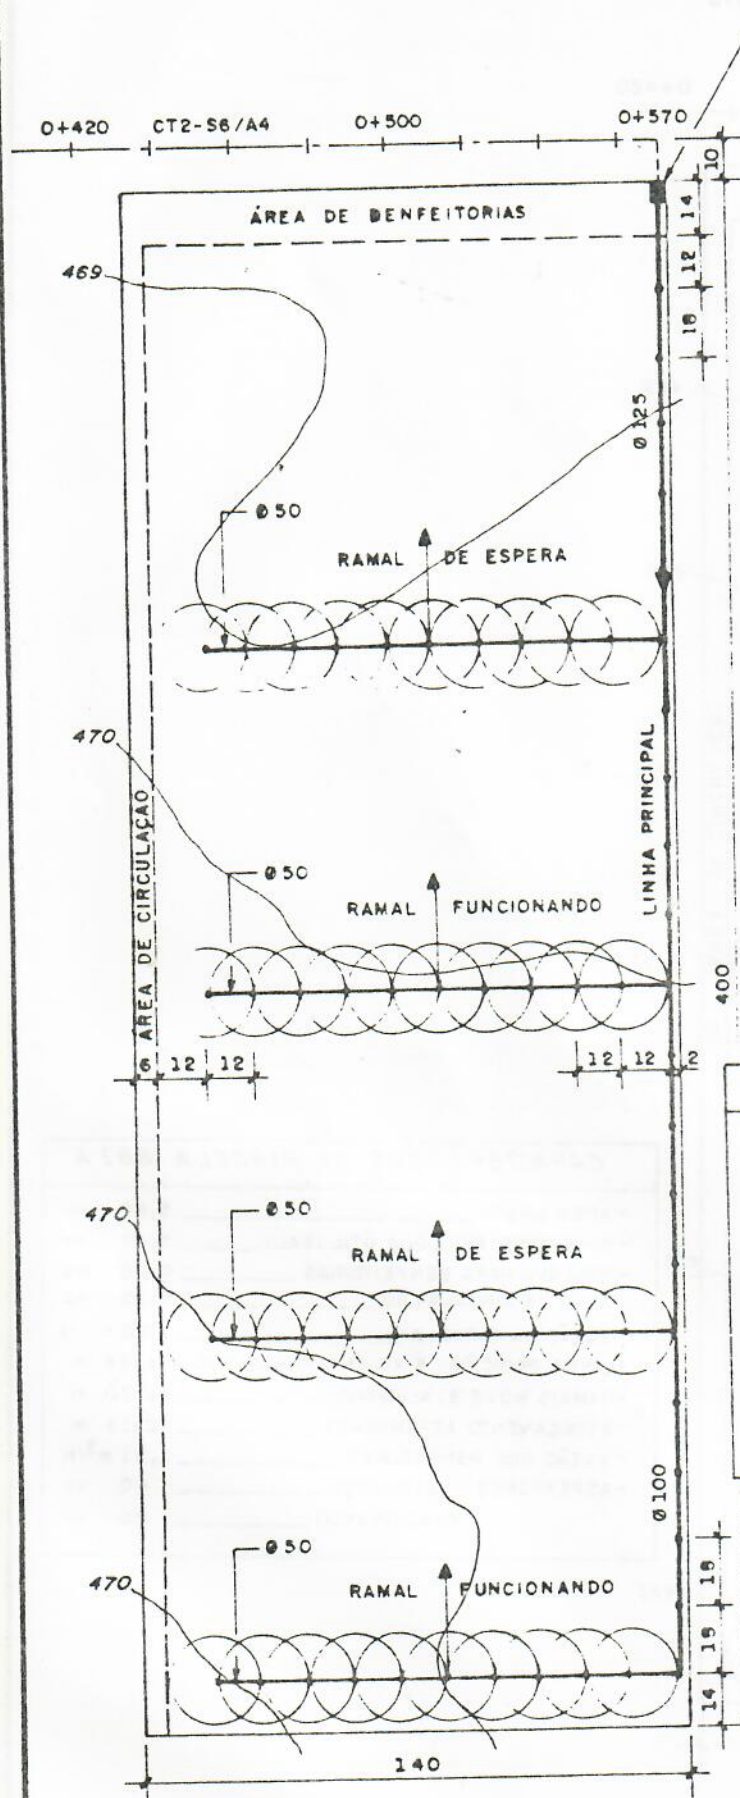 0+420 CT2-S6/A4 0+500 0+570
10
ÁREA DE BENFEITORIAS
14
12
18
469
Ø 125
Ø 50
RAMAL DE ESPERA
470
LINHA PRINCIPAL
ÁREA DE CIRCULAÇÃO
Ø 50
RAMAL FUNCIONANDO
400
6 12 12 12 12 2
470
Ø 50
RAMAL DE ESPERA
Ø 100
Ø 50
470
RAMAL FUNCIONANDO
18
18
14
140